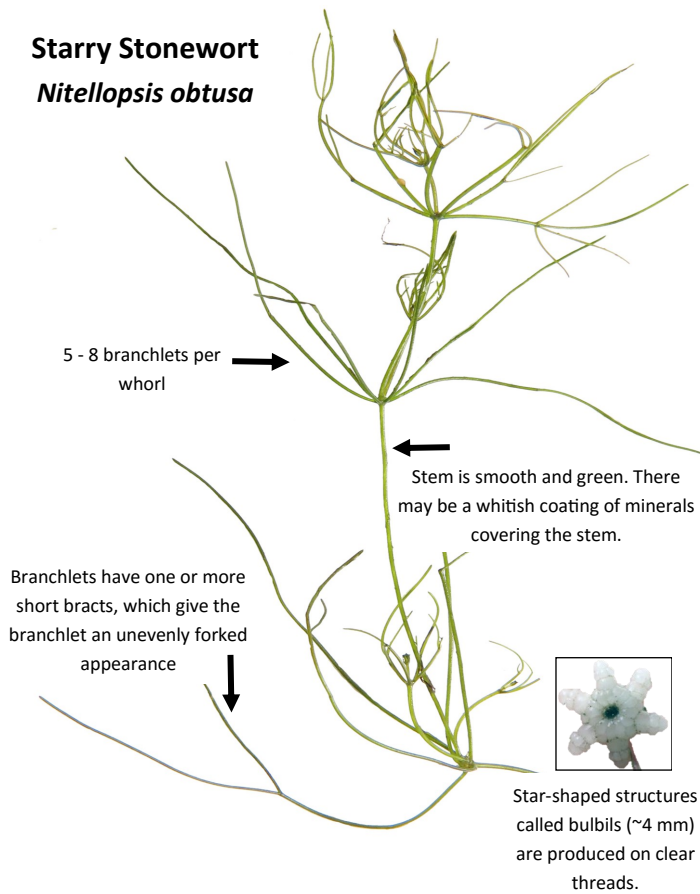 Starry Stonewort
Nitellopsis obtusa
5 - 8 branchlets per
whorl
Stem is smooth and green. There
may be a whitish coating of minerals
covering the stem.
Branchlets have one or more
short bracts, which give the
branchlet an unevenly forked
appearance
Star-shaped structures
called bulbils (~4 mm)
are produced on clear
threads.